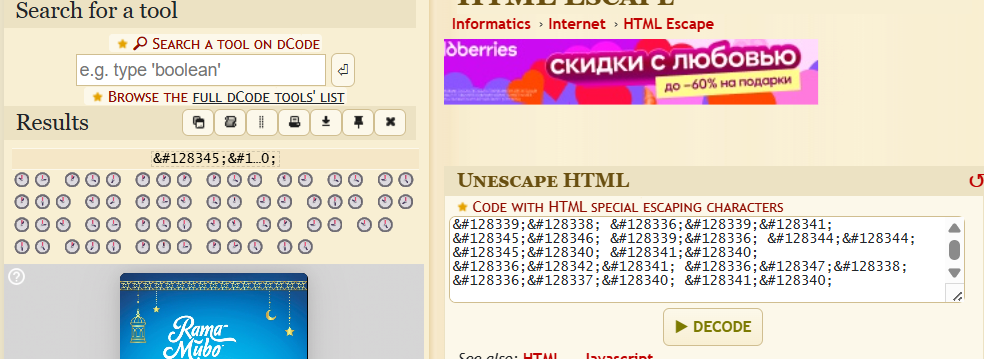 Search for a tool
SEARCH A TOOL ON DCODE
e.g. type 'boolean'
BROWSE THE FULL DCODE TOOLS' LIST
Results
&#128345;&#1…0;
Rama-
Mubo
HTML ESCAPE
Informatics › Internet › HTML Escape
dberries
СКИДКИ С ЛЮБОВЬЮ
до –60% на подарки
UNESCAPE HTML
CODE WITH HTML SPECIAL ESCAPING CHARACTERS
&#128339;&#128338; &#128336;&#128339;&#128341;
&#128345;&#128346; &#128339;&#128336; &#128344;&#128344;
&#128345;&#128340; &#128341;&#128340;
&#128336;&#128342;&#128341; &#128336;&#128347;&#128338;
&#128336;&#128337;&#128340; &#128341;&#128340;
DECODE
See also: HTML – Javascript